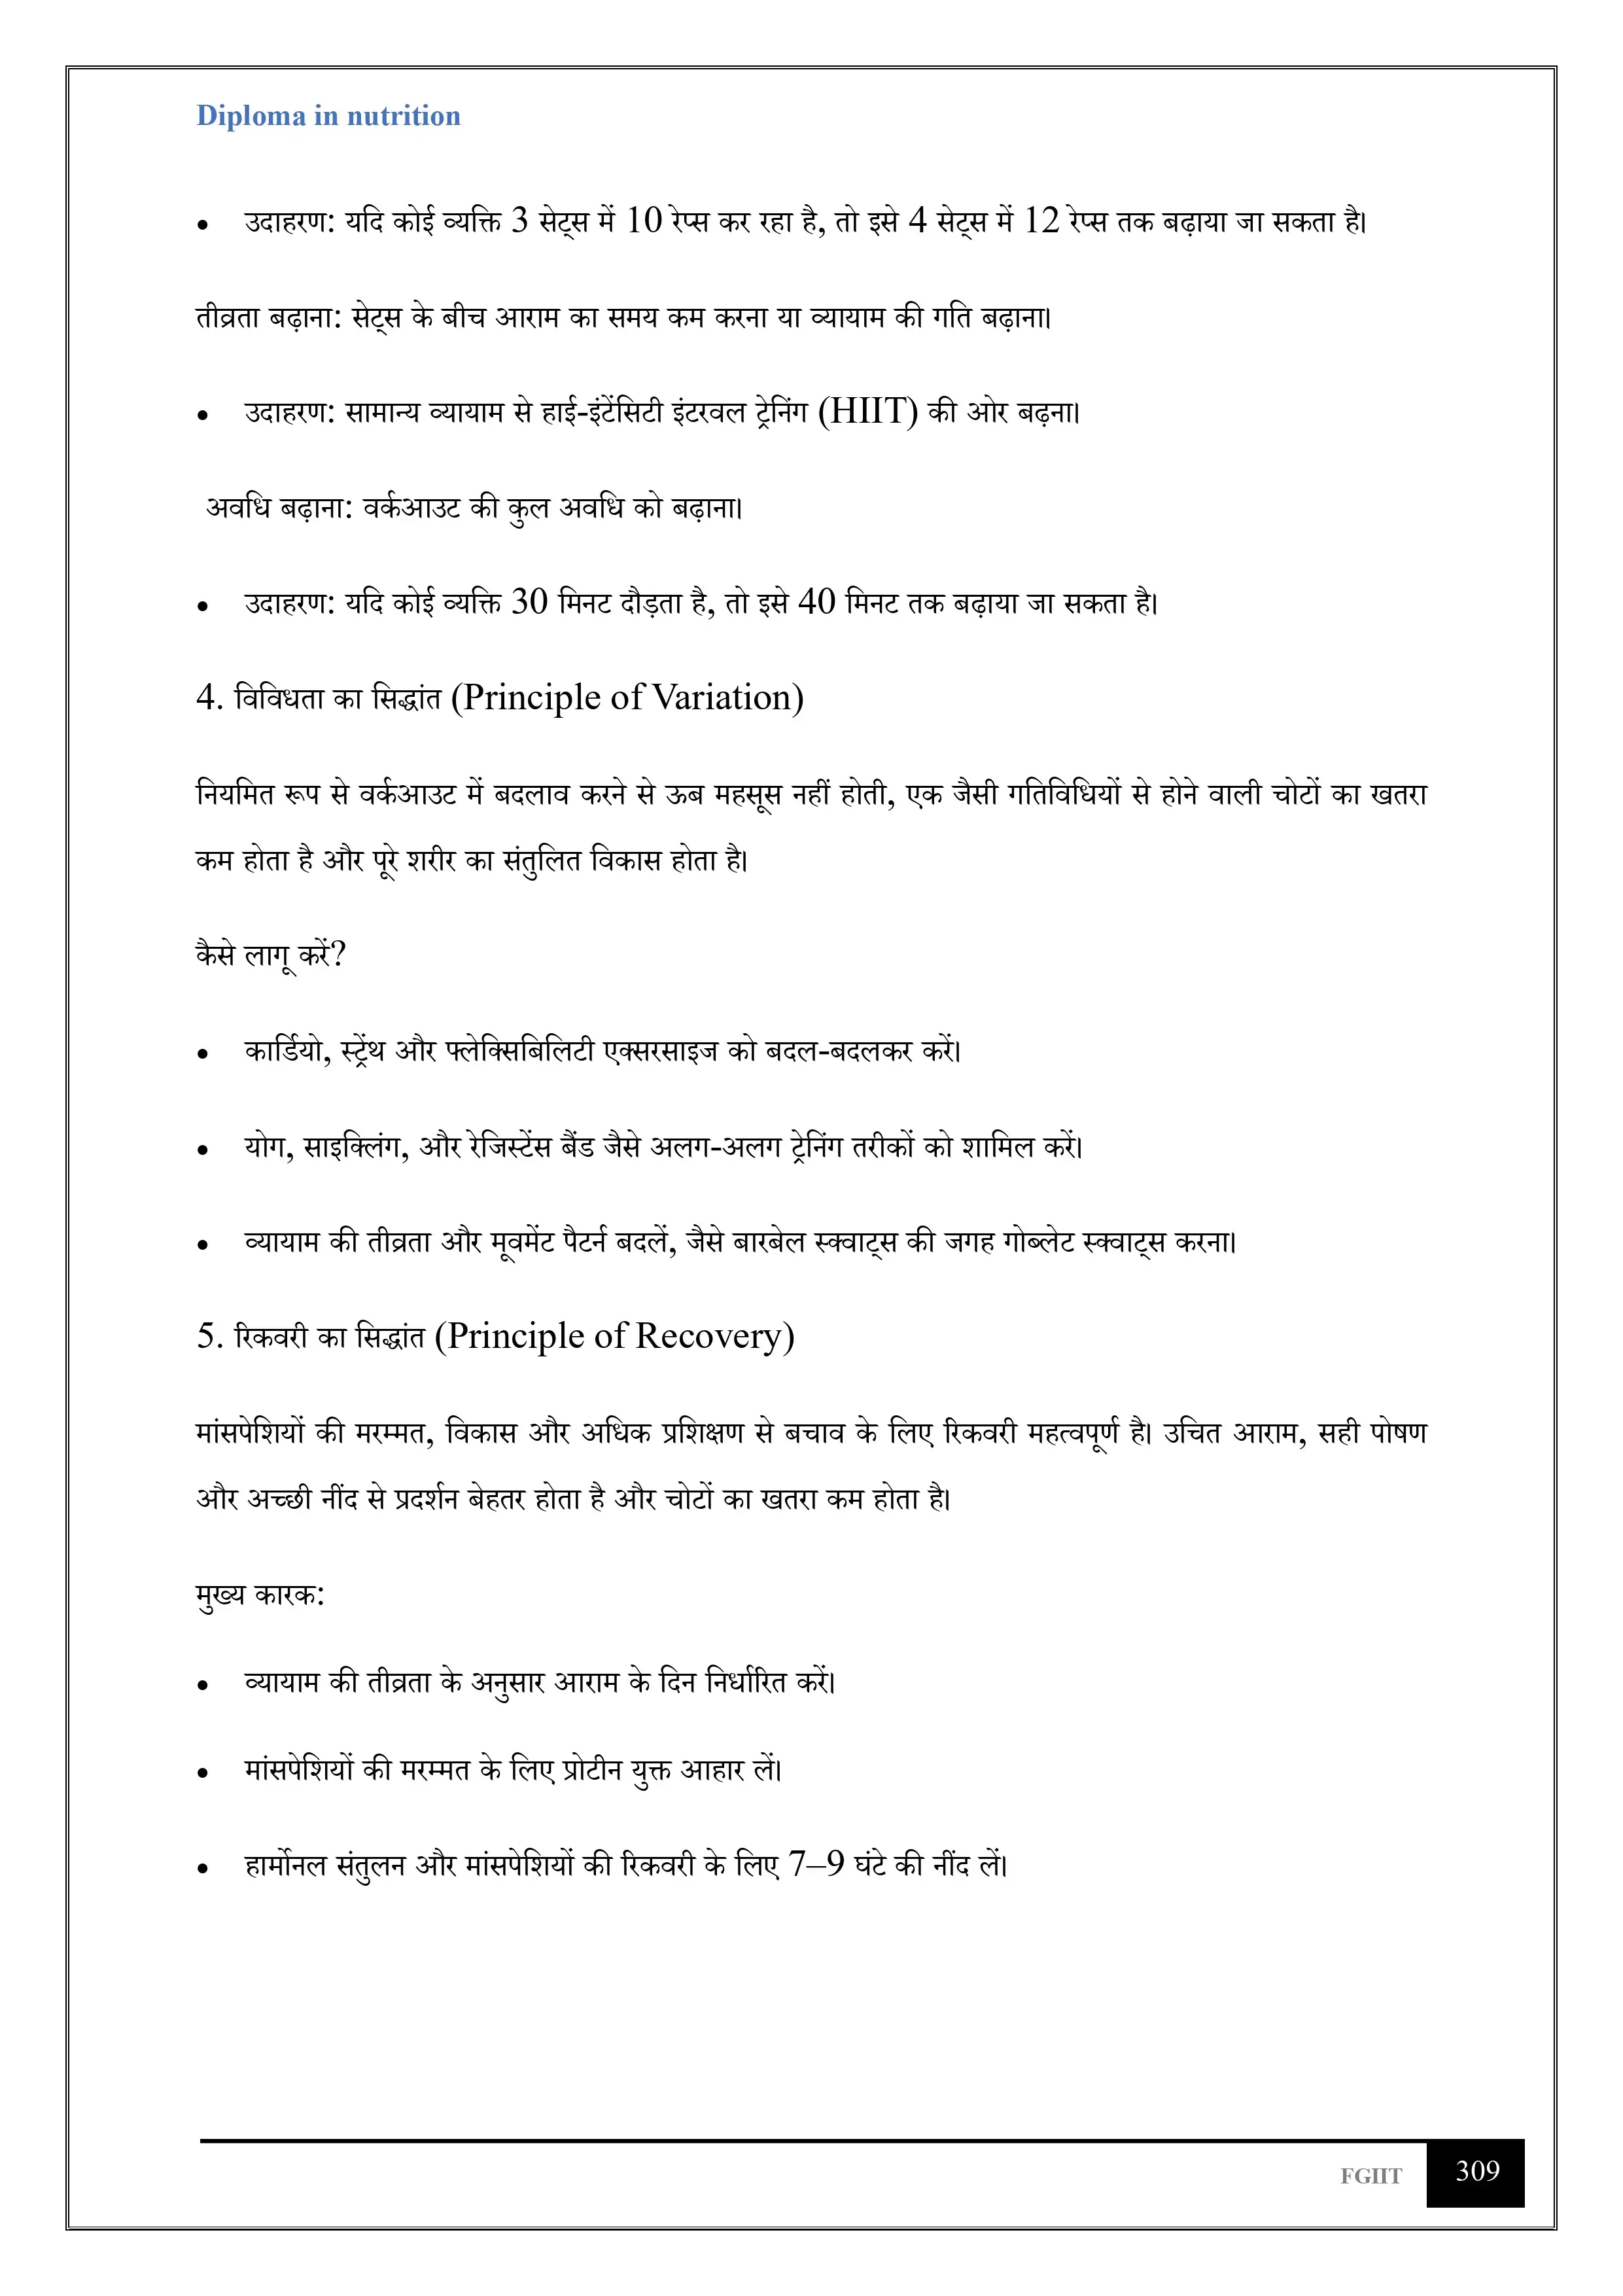 Diploma in nutrition
• उदाहरण: यदि कोई व्यक्ति 3 सेट्स में 10 रेप्स कर रहा है, तो इसे 4 सेट्स में 12 रेप्स तक बढ़ाया जा सकता है।
तीव्रता बढ़ाना: सेट्स के बीच आराम का समय कम करना या व्यायाम की गति बढ़ाना।
• उदाहरण: सामान्य व्यायाम से हाई-इंटेंसिटी इंटरवल ट्रेनिंग (HIIT) की ओर बढ़ना।
अवधि बढ़ाना: वर्कआउट की कुल अवधि को बढ़ाना।
• उदाहरण: यदि कोई व्यक्ति 30 मिनट दौड़ता है, तो इसे 40 मिनट तक बढ़ाया जा सकता है।
4. विविधता का सिद्धांत (Principle of Variation)
नियमित रूप से वर्कआउट में बदलाव करने से ऊब महसूस नहीं होती, एक जैसी गतिविधियों से होने वाली चोटों का खतरा
कम होता है और पूरे शरीर का संतुलित विकास होता है।
कैसे लागू करें?
• कार्डियो, स्ट्रेंथ और फ्लेक्सिबिलिटी एक्सरसाइज को बदल-बदलकर करें।
• योग, साइक्लिंग, और रेजिस्टेंस बैंड जैसे अलग-अलग ट्रेनिंग तरीकों को शामिल करें।
• व्यायाम की तीव्रता और मूवमेंट पैटर्न बदलें, जैसे बारबेल स्क्वाट्स की जगह गोब्लेट स्क्वाट्स करना।
5. रिकवरी का सिद्धांत (Principle of Recovery)
मांसपेशियों की मरम्मत, विकास और अधिक प्रशिक्षण से बचाव के लिए रिकवरी महत्वपूर्ण है। उचित आराम, सही पोषण
और अच्छी नींद से प्रदर्शन बेहतर होता है और चोटों का खतरा कम होता है।
मुख्य कारक:
• व्यायाम की तीव्रता के अनुसार आराम के दिन निर्धारित करें।
• मांसपेशियों की मरम्मत के लिए प्रोटीन युक्त आहार लें।
• हार्मोनल संतुलन और मांसपेशियों की रिकवरी के लिए 7–9 घंटे की नींद लें।
FGIIT 309